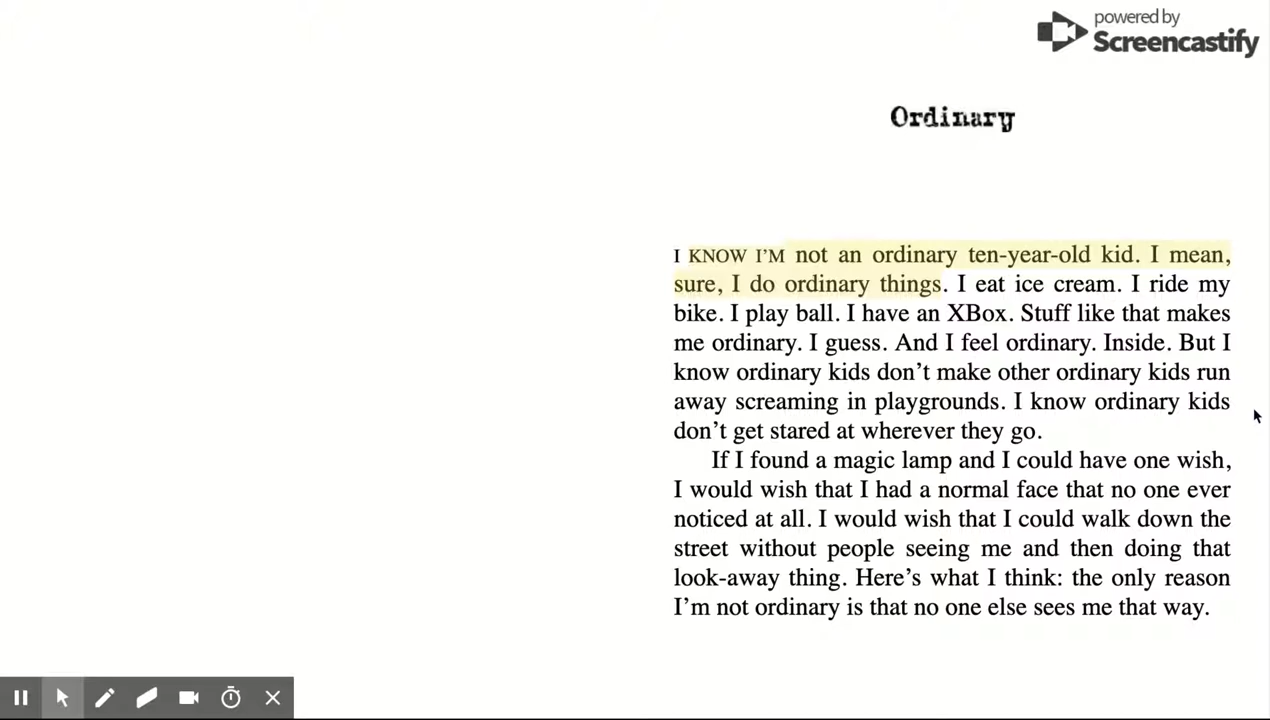 powered by
Screencastify
Ordinary
I KNOW I’M not an ordinary ten-year-old kid. I mean,
sure, I do ordinary things. I eat ice cream. I ride my
bike. I play ball. I have an XBox. Stuff like that makes
me ordinary. I guess. And I feel ordinary. Inside. But I
know ordinary kids don’t make other ordinary kids run
away screaming in playgrounds. I know ordinary kids
don’t get stared at wherever they go.
If I found a magic lamp and I could have one wish,
I would wish that I had a normal face that no one ever
noticed at all. I would wish that I could walk down the
street without people seeing me and then doing that
look-away thing. Here’s what I think: the only reason
I’m not ordinary is that no one else sees me that way.